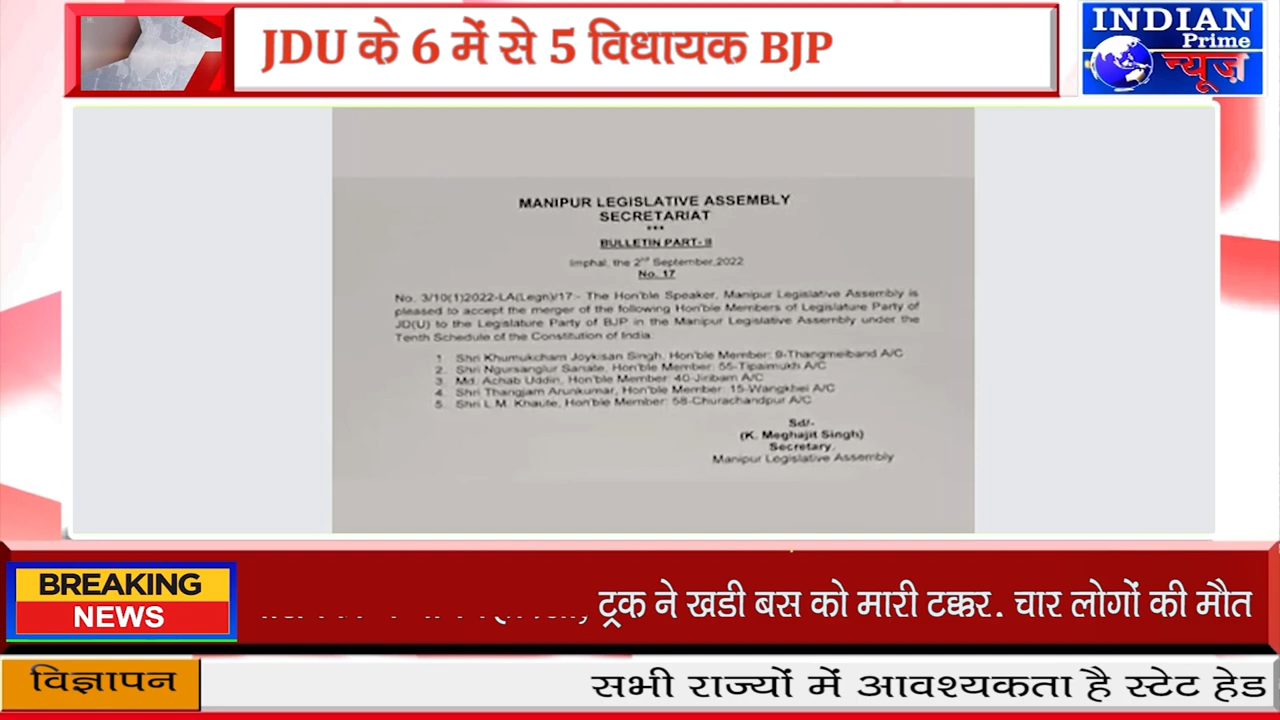 JDU के 6 में से 5 विधायक BJP
INDIAN
Prime
न्यूज़
MANIPUR LEGISLATIVE ASSEMBLY
SECRETARIAT
***
BULLETIN PART- II
Imphal, the 2nd September,2022
No. 17
No. 3/10(1)2022-LA(Legn)/17:- The Hon'ble Speaker, Manipur Legislative Assembly is
pleased to accept the merger of the following Hon'ble Members of Legislature Party of
JD(U) to the Legislature Party of BJP in the Manipur Legislative Assembly under the
Tenth Schedule of the Constitution of India.
1. Shri Khumukcham Joykisan Singh, Hon'ble Member: 9-Thangmeiband A/C
2. Shri Ngursanglur Sanate, Hon'ble Member: 55-Tipaimukh A/C
3. Md. Achab Uddin, Hon'ble Member: 40-Jiribam A/C
4. Shri Thangjam Arunkumar, Hon'ble Member: 15-Wangkhei A/C
5. Shri L.M. Khaute, Hon'ble Member: 58-Churachandpur A/C
Sd/-
(K. Meghajit Singh)
Secretary,
Manipur Legislative Assembly
BREAKING
NEWS
ट्रक ने खडी बस को मारी टक्कर. चार लोगों की मौत
विज्ञापन
सभी राज्यों में आवश्यकता है स्टेट हेड